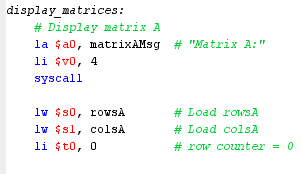 display_matrices:
# Display matrix A
la $a0, matrixAMsg # "Matrix A:"
li $v0, 4
syscall
lw $s0, rowsA # Load rowsA
lw $s1, colsA # Load colsA
li $t0, 0 # row counter = 0